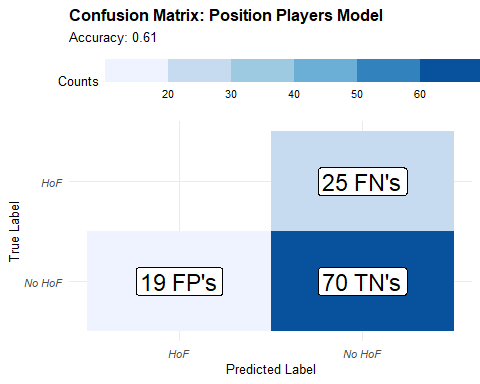 Confusion Matrix: Position Players Model
Accuracy: 0.61
Counts
20 30 40 50 60
True Label
HoF
25 FN's
No HoF
19 FP's
70 TN's
HoF
No HoF
Predicted Label